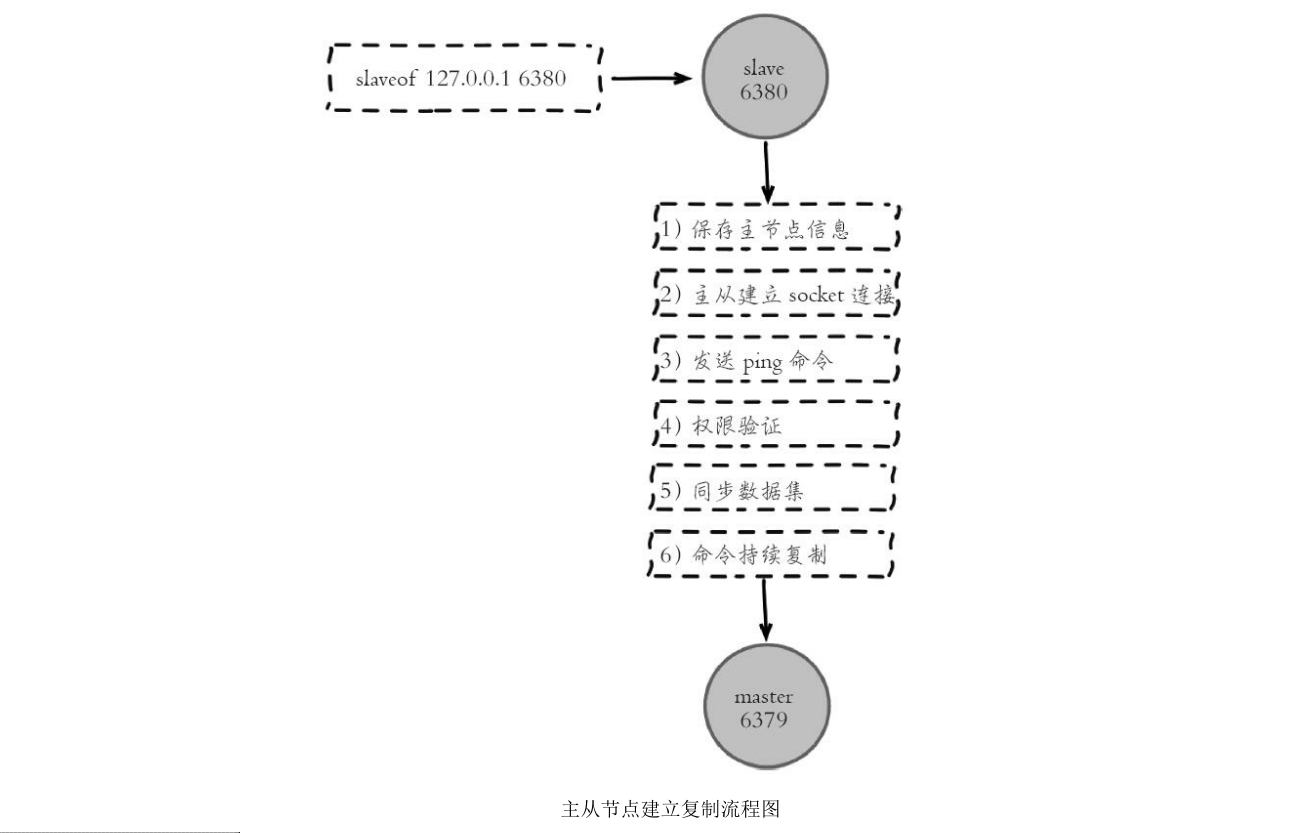 slaveof 127.0.0.1 6380
slave
6380
1) 保存主节点信息
2) 主从建立 socket 连接
3) 发送 ping 命令
4) 权限验证
5) 同步数据集
6) 命令持续复制
master
6379
主从节点建立复制流程图